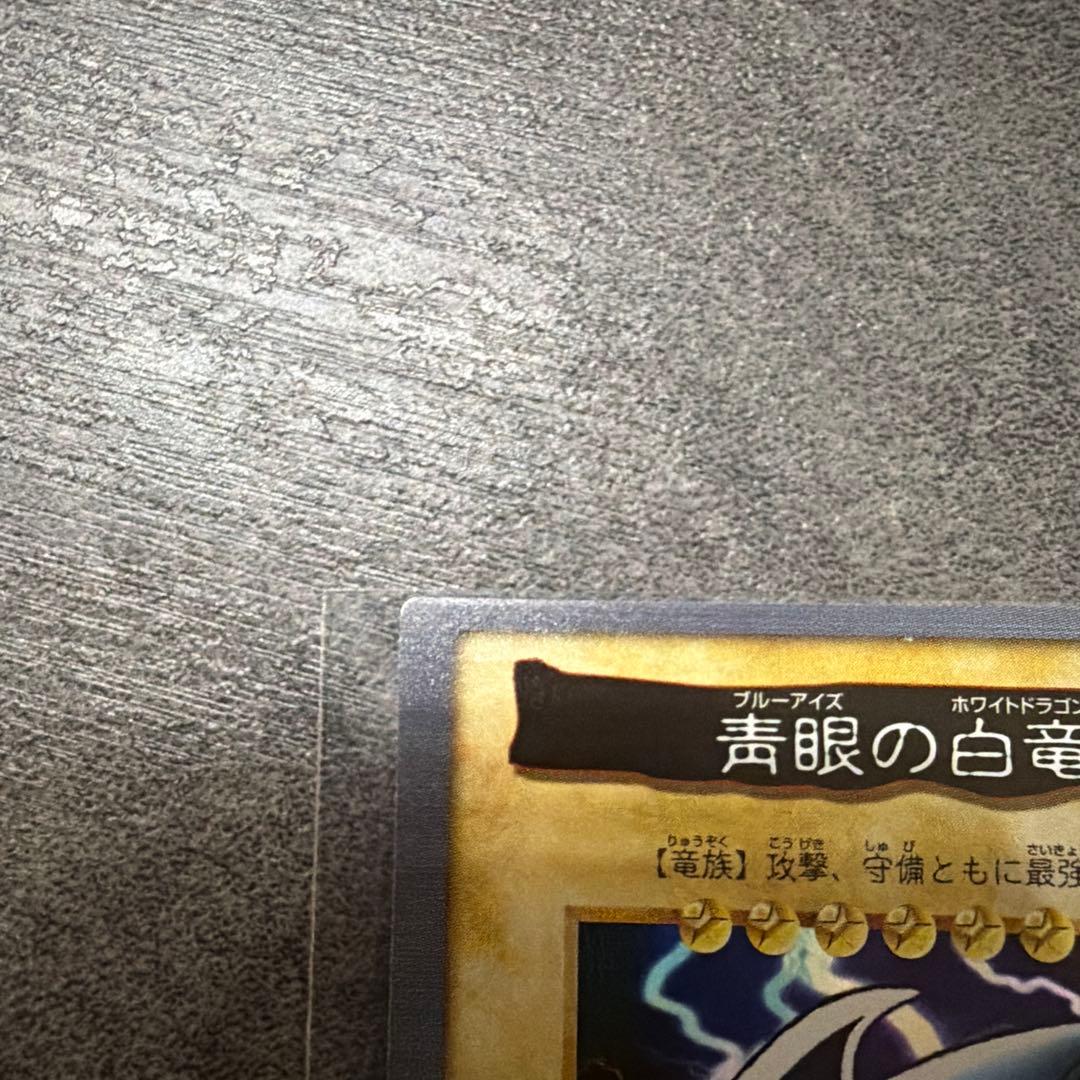 ブルーアイズ ホワイトドラゴン
青眼の白竜
りゅうぞく こうげき しゅ び さいきょ
【竜族】攻撃、守備ともに最強